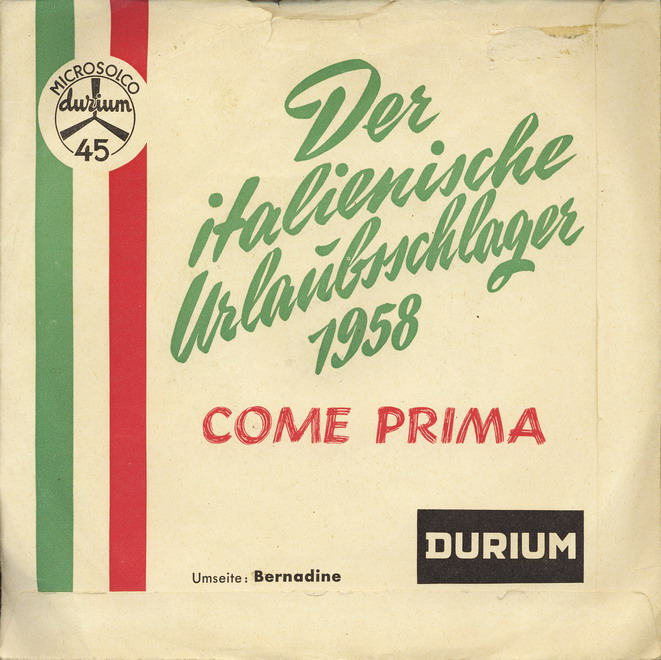 MICROSOLCO
durium
45
Der
italienische
Urlaubsschlager
1958
COME PRIMA
DURIUM
Umseite: Bernadine